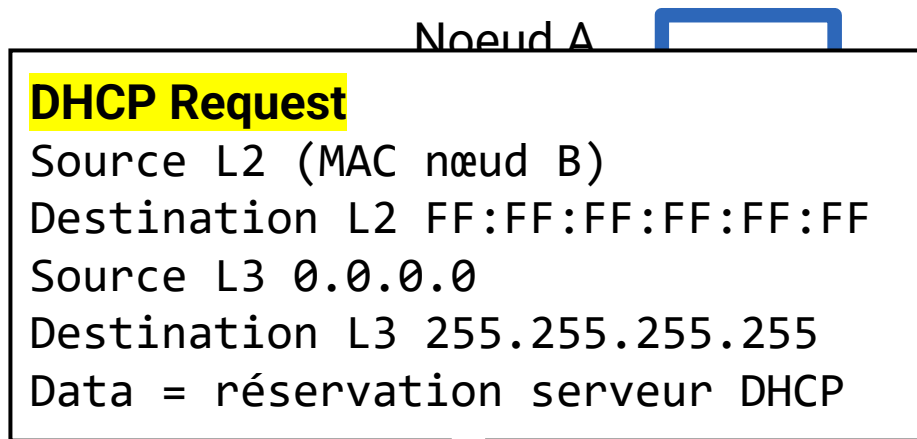 Noeud A
DHCP Request
Source L2 (MAC nœud B)
Destination L2 FF:FF:FF:FF:FF:FF
Source L3 0.0.0.0
Destination L3 255.255.255.255
Data = réservation serveur DHCP